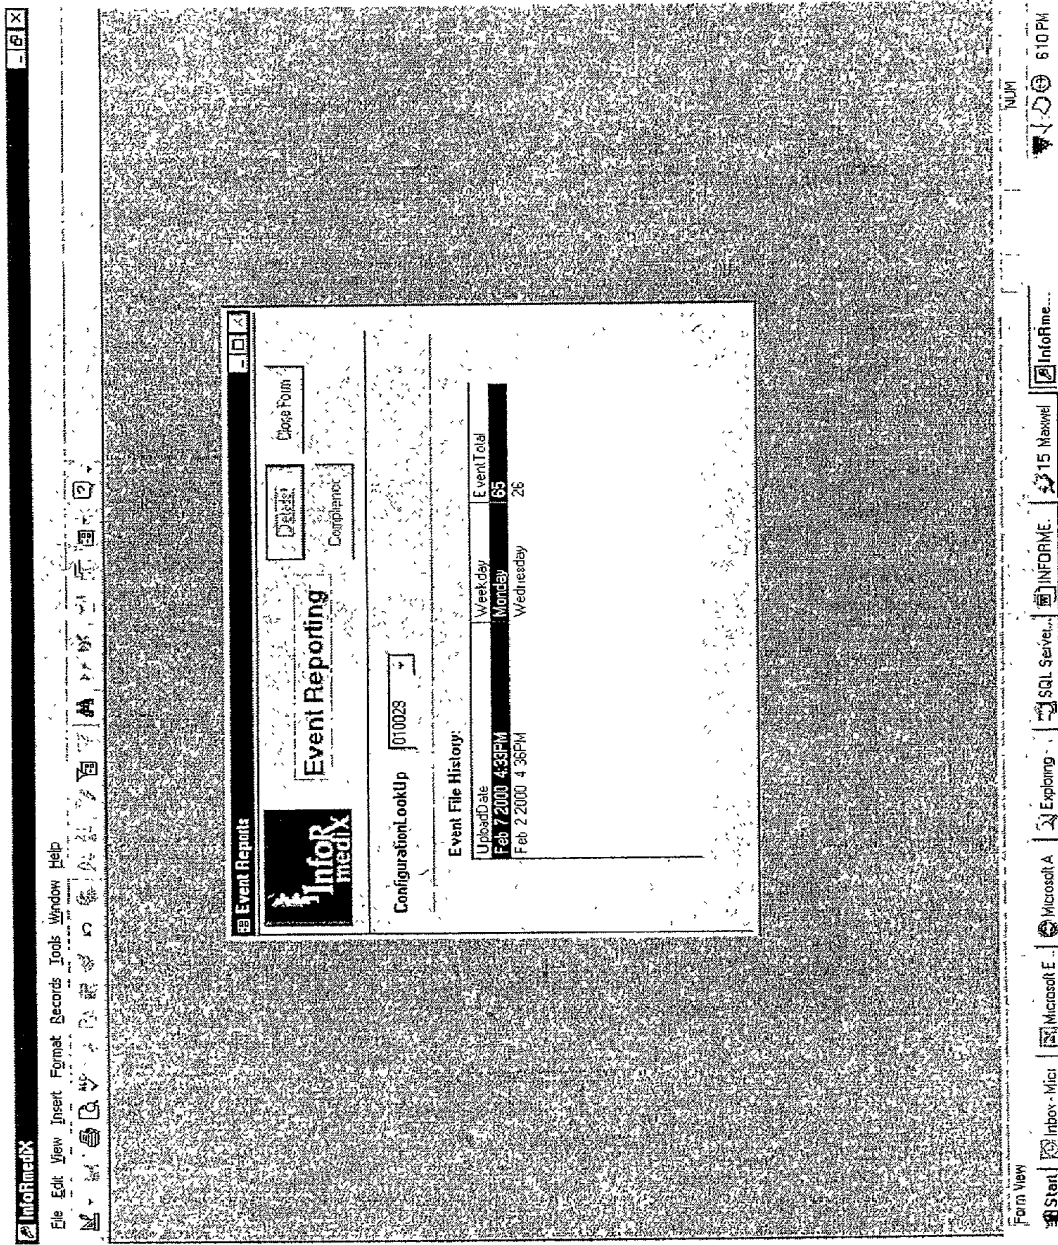 InfoRmediX
File Edit View Insert Format Records Tools Window Help
Event Reports
InfoR
mediX
Event Reporting
Close Form
ConfigurationLookUp 010029
Event File History:
UploadDate Weekday EventTotal
Feb 7 2000 4:33PM Monday 65
Feb 2 2000 4 36PM Wednesday 26
Form View NUM
Start Inbox - Micr Microsoft E... Microsoft A Exploring - SQL Server... INFORME. 15 Maxwel InfoRme... 6 10 PM